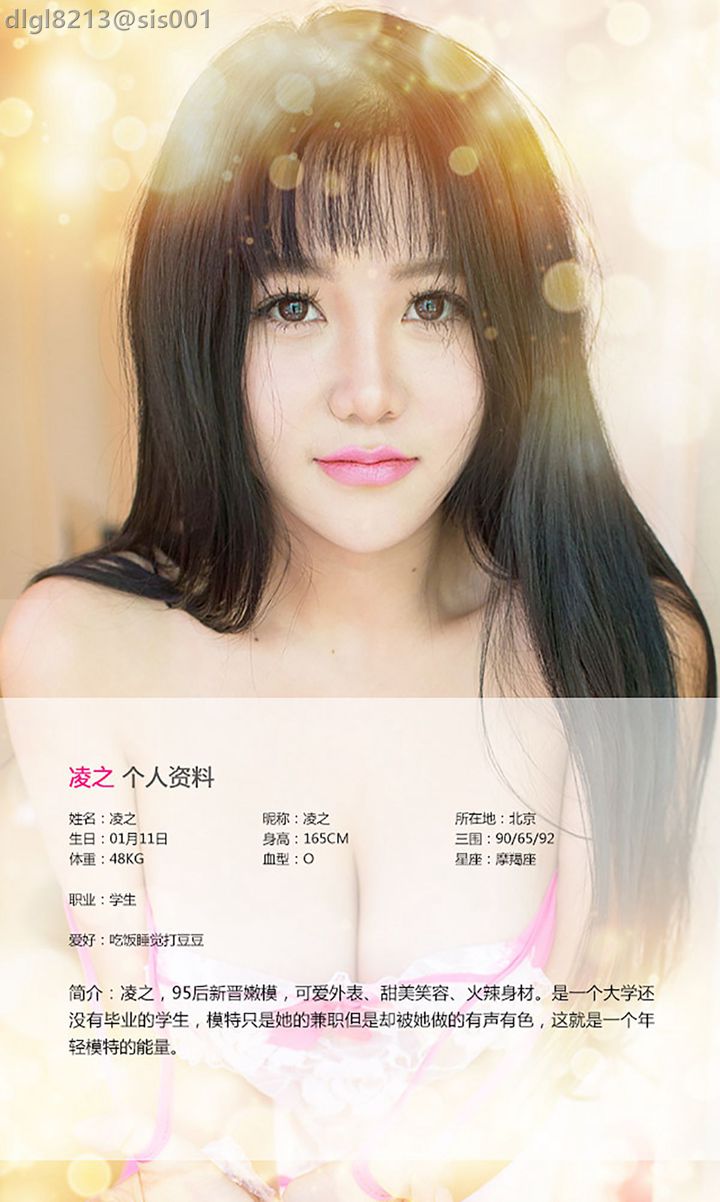 dlgl8213@sis001
凌之 个人资料
姓名：凌之 昵称：凌之 所在地：北京
生日：01月11日 身高：165CM 三围：90/65/92
体重：48KG 血型：O 星座：摩羯座
职业：学生
爱好：吃饭睡觉打豆豆
简介：凌之，95后新晋嫩模，可爱外表、甜美笑容、火辣身材。是一个大学还
没有毕业的学生，模特只是她的兼职但是却被她做的有声有色，这就是一个年
轻模特的能量。